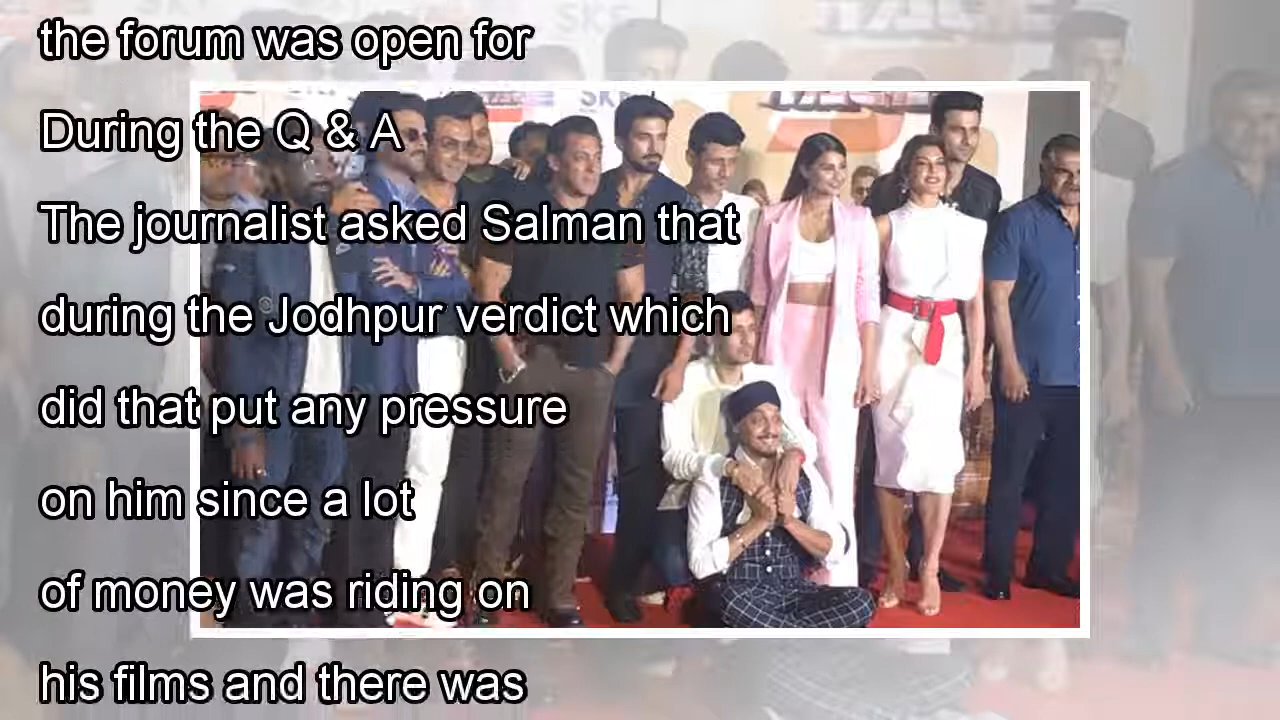 the forum was open for
During the Q & A
The journalist asked Salman that
during the Jodhpur verdict which
did that put any pressure
on him since a lot
of money was riding on
his films and there was
SKF